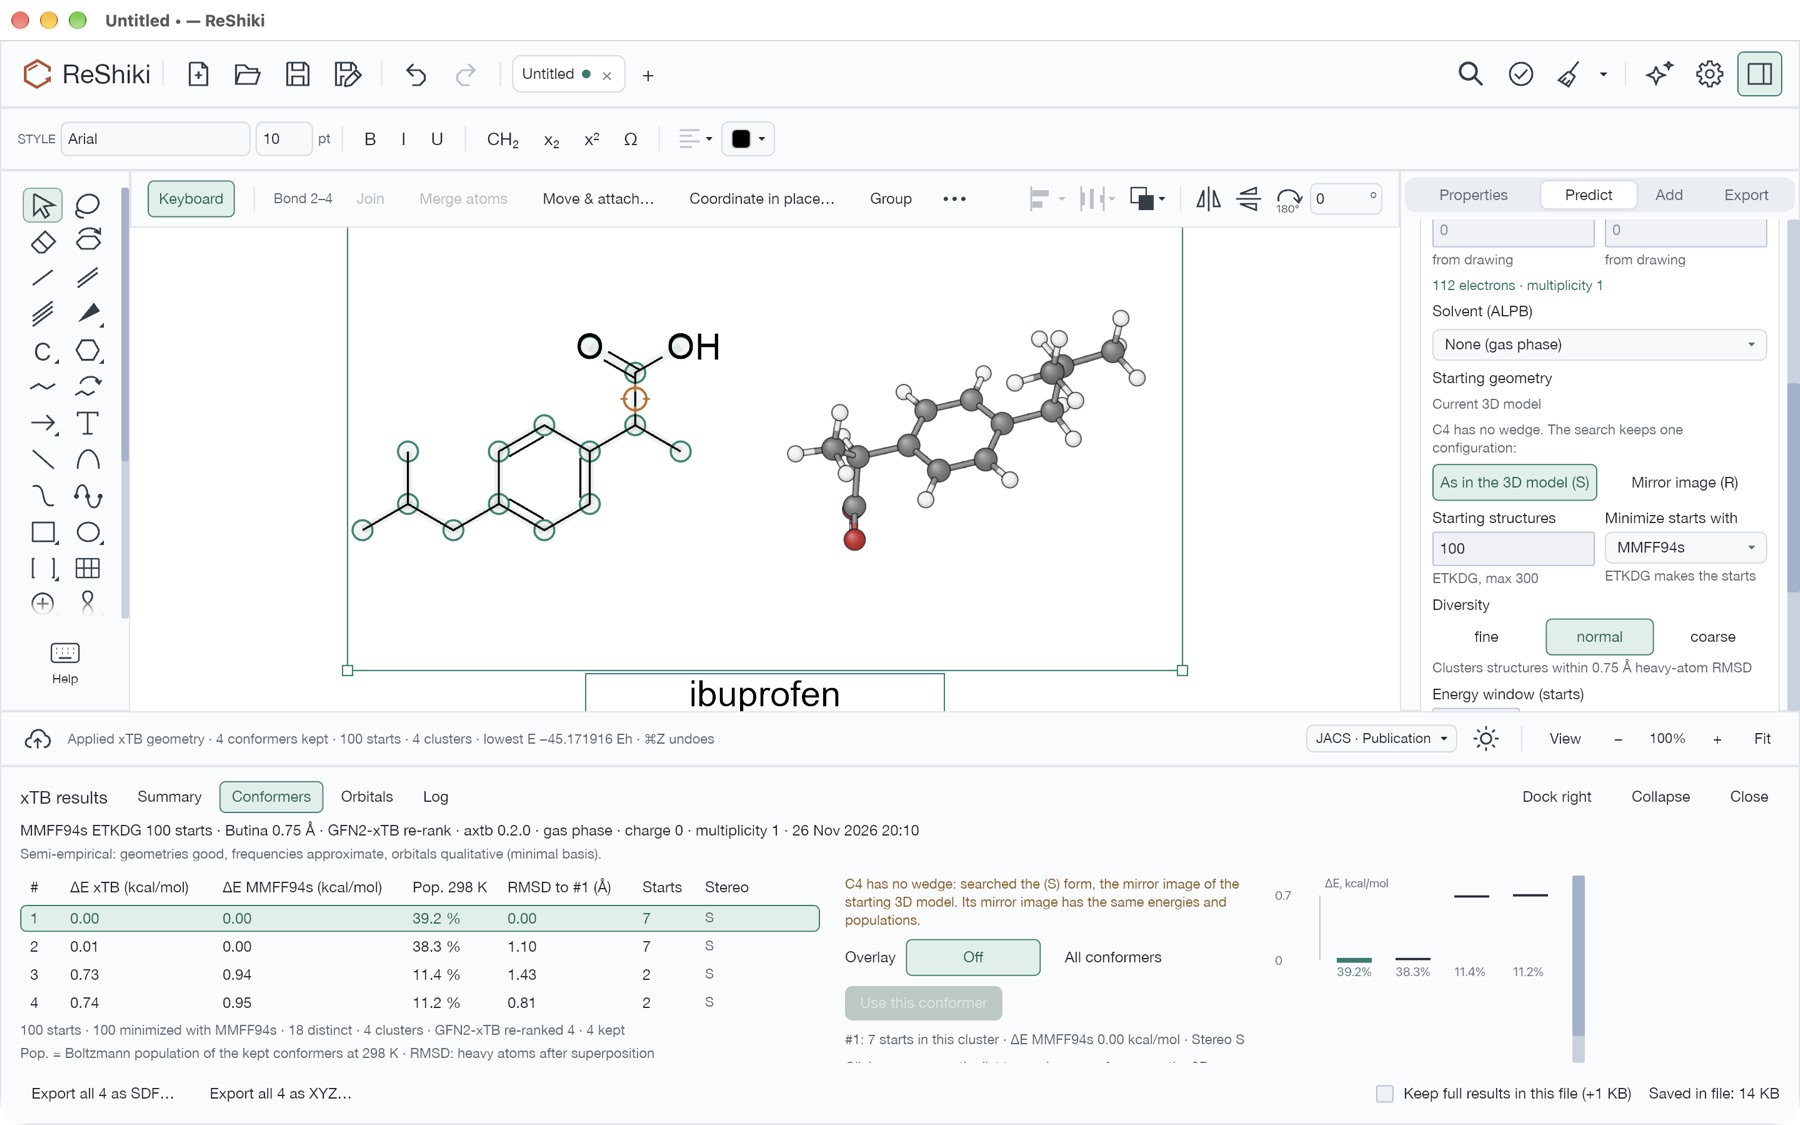 Untitled • — ReShiki
ReShiki
Untitled
STYLE Arial 10 pt B I U CH₂ x₂ x² Ω
Keyboard Bond 2–4 Join Merge atoms Move & attach... Coordinate in place... Group ••• 180° 0 °
Properties Predict Add Export
0 0
from drawing from drawing
112 electrons · multiplicity 1
Solvent (ALPB)
None (gas phase)
Starting geometry
Current 3D model
C4 has no wedge. The search keeps one
configuration:
As in the 3D model (S) Mirror image (R)
Starting structures Minimize starts with
100 MMFF94s
ETKDG, max 300 ETKDG makes the starts
Diversity
fine normal coarse
Clusters structures within 0.75 Å heavy-atom RMSD
Energy window (starts)
C
T
Help
O OH
ibuprofen
Applied xTB geometry · 4 conformers kept · 100 starts · 4 clusters · lowest E −45.171916 Eh · ⌘Z undoes
JACS · Publication View − 100% + Fit
xTB results Summary Conformers Orbitals Log Dock right Collapse Close
MMFF94s ETKDG 100 starts · Butina 0.75 Å · GFN2-xTB re-rank · axtb 0.2.0 · gas phase · charge 0 · multiplicity 1 · 26 Nov 2026 20:10
Semi-empirical: geometries good, frequencies approximate, orbitals qualitative (minimal basis).
# ΔE xTB (kcal/mol) ΔE MMFF94s (kcal/mol) Pop. 298 K RMSD to #1 (Å) Starts Stereo
1 0.00 0.00 39.2 % 0.00 7 S
2 0.01 0.00 38.3 % 1.10 7 S
3 0.73 0.94 11.4 % 1.43 2 S
4 0.74 0.95 11.2 % 0.81 2 S
100 starts · 100 minimized with MMFF94s · 18 distinct · 4 clusters · GFN2-xTB re-ranked 4 · 4 kept
Pop. = Boltzmann population of the kept conformers at 298 K · RMSD: heavy atoms after superposition
C4 has no wedge: searched the (S) form, the mirror image of the
starting 3D model. Its mirror image has the same energies and
populations.
Overlay Off All conformers
Use this conformer
#1: 7 starts in this cluster · ΔE MMFF94s 0.00 kcal/mol · Stereo S
ΔE, kcal/mol
0.7
0
39.2% 38.3% 11.4% 11.2%
Export all 4 as SDF... Export all 4 as XYZ...
Keep full results in this file (+1 KB) Saved in file: 14 KB